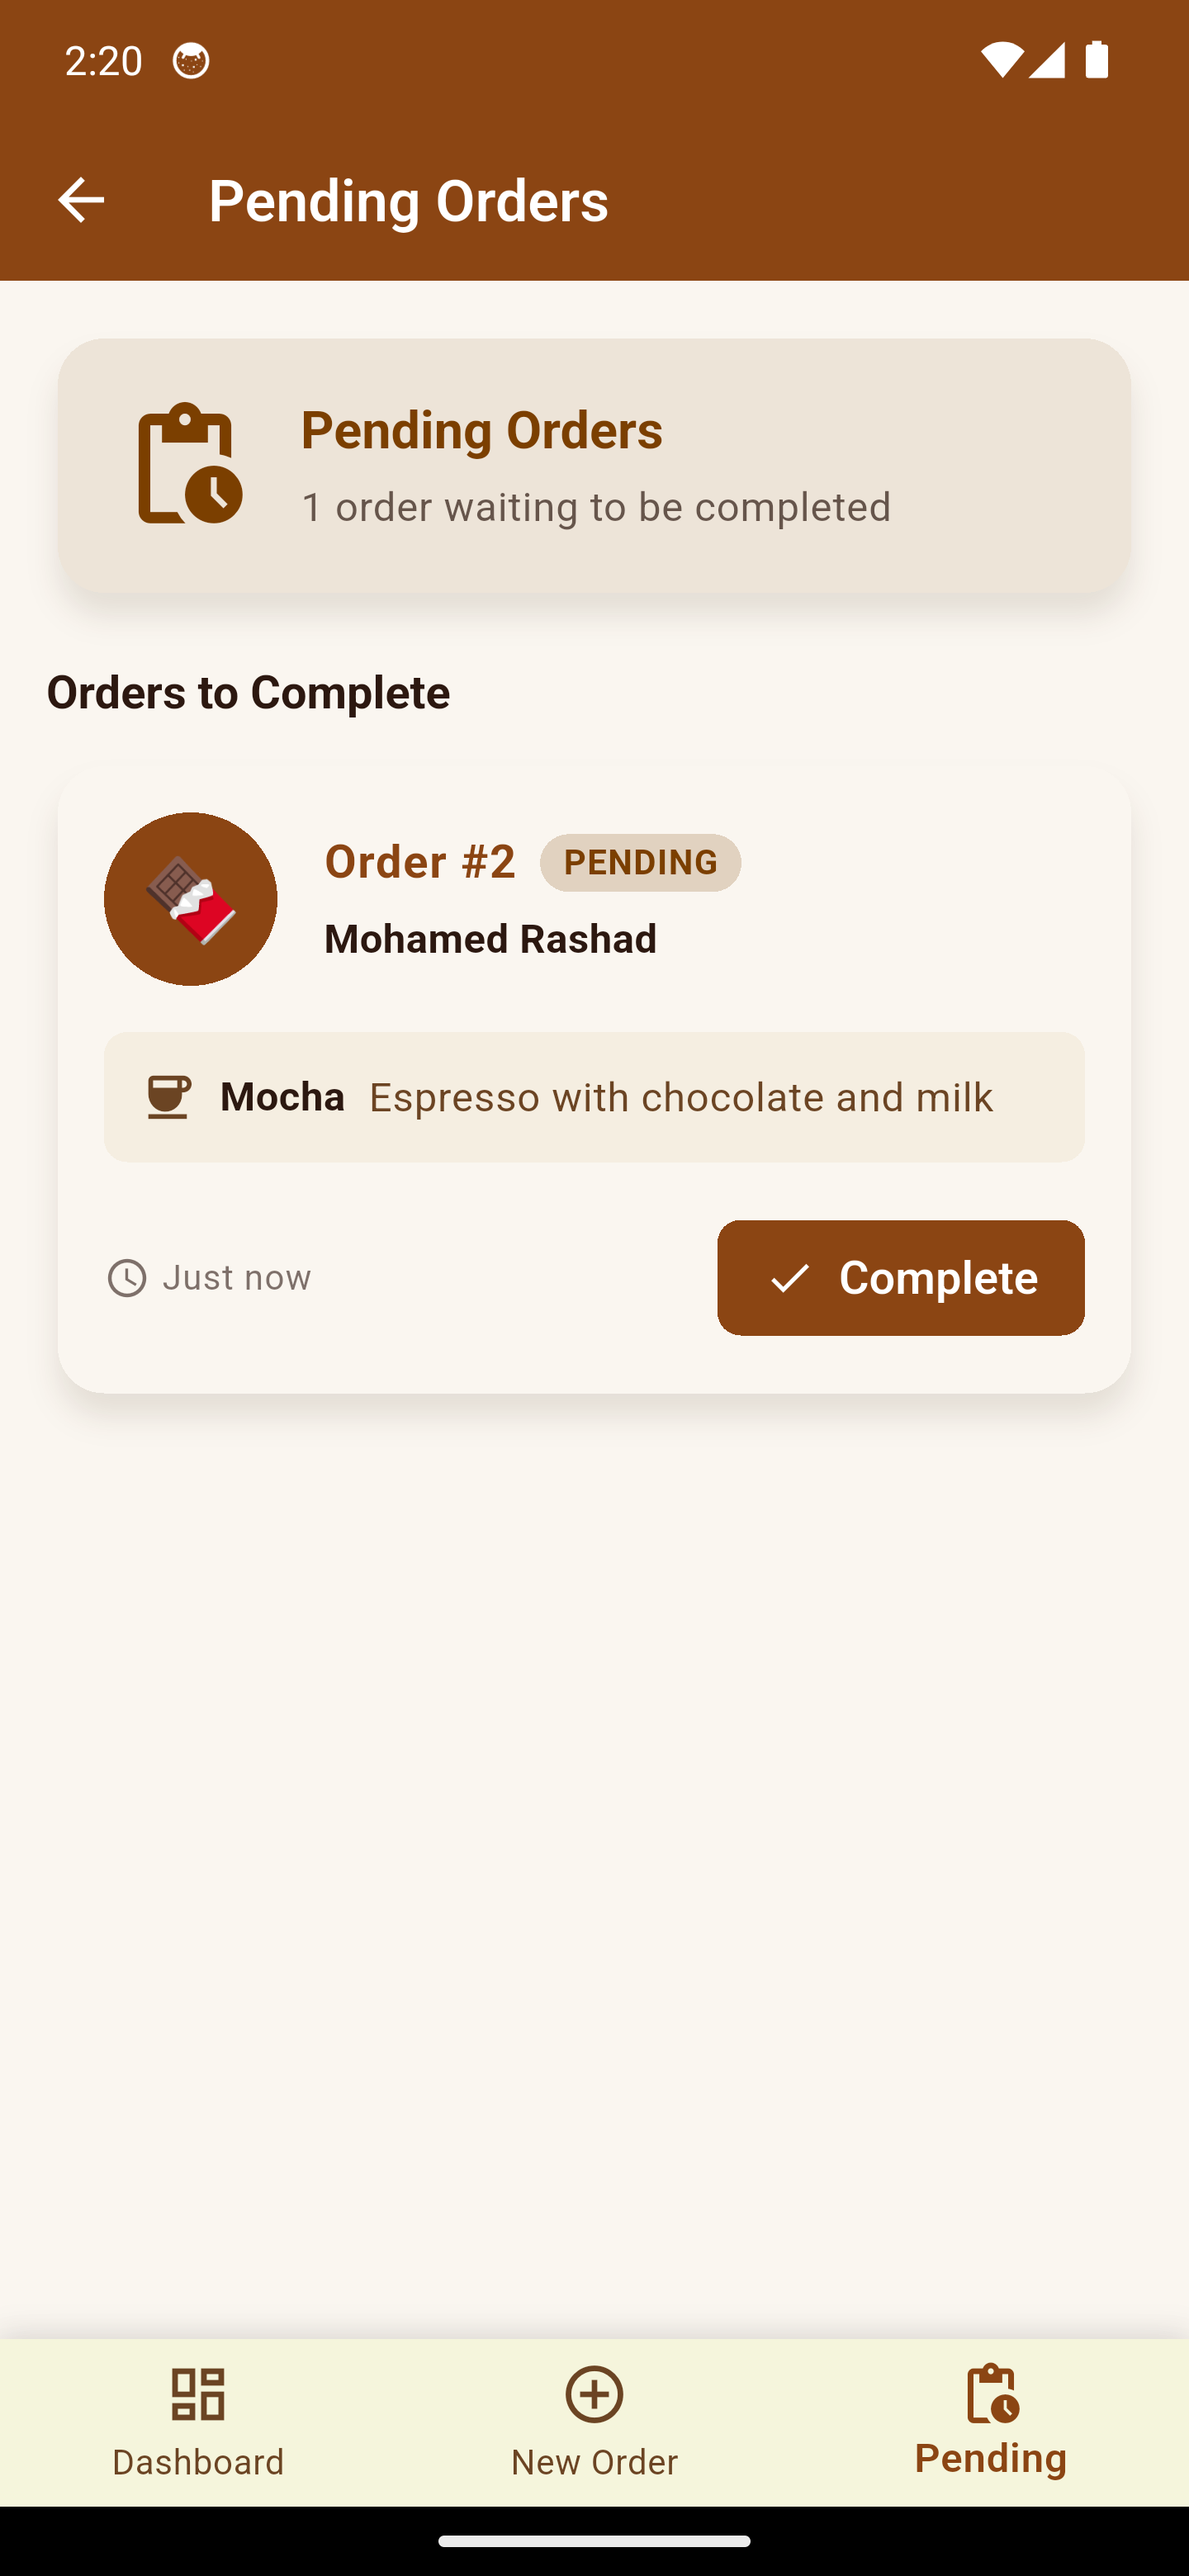 2:20
Pending Orders
Pending Orders
1 order waiting to be completed
Orders to Complete
Order #2 PENDING
Mohamed Rashad
Mocha Espresso with chocolate and milk
Just now Complete
Dashboard New Order Pending